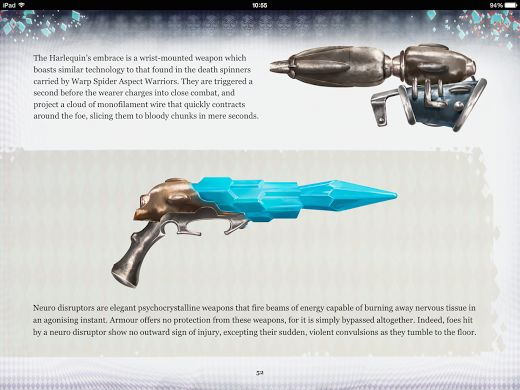 iPad 10:55 94%
The Harlequin's embrace is a wrist-mounted weapon which
boasts similar technology to that found in the death spinners
carried by Warp Spider Aspect Warriors. They are triggered a
second before the wearer charges into close combat, and
project a cloud of monofilament wire that quickly contracts
around the foe, slicing them to bloody chunks in mere seconds.
Neuro disruptors are elegant psychocrystalline weapons that fire beams of energy capable of burning away nervous tissue in
an agonising instant. Armour offers no protection from these weapons, for it is simply bypassed altogether. Indeed, foes hit
by a neuro disruptor show no outward sign of injury, excepting their sudden, violent convulsions as they tumble to the floor.
52